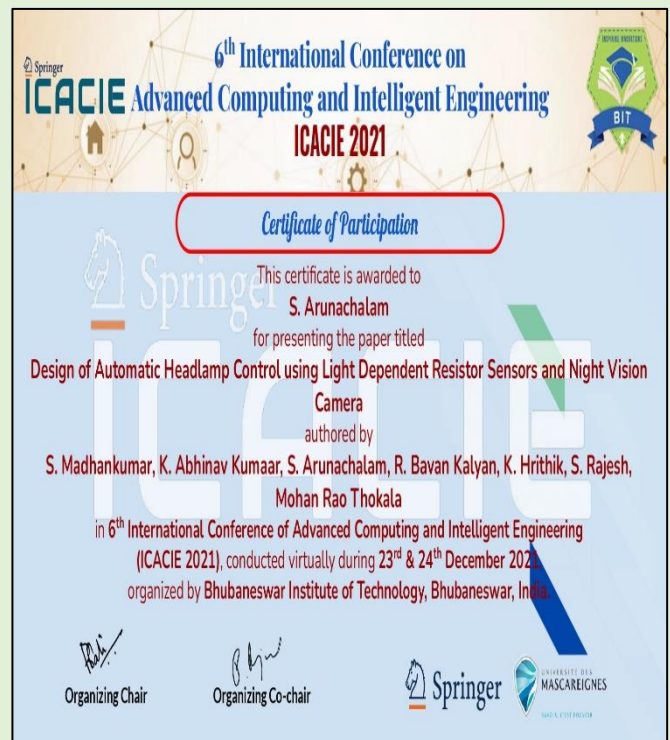 Springer
ICACIE
6th International Conference on
Advanced Computing and Intelligent Engineering
ICACIE 2021
INSPIRING INNOVATIONS
BIT
Certificate of Participation
Springer
ICACIE
This certificate is awarded to
S. Arunachalam
for presenting the paper titled
Design of Automatic Headlamp Control using Light Dependent Resistor Sensors and Night Vision
Camera
authored by
S. Madhankumar, K. Abhinav Kumaar, S. Arunachalam, R. Bavan Kalyan, K. Hrithik, S. Rajesh,
Mohan Rao Thokala
in 6th International Conference of Advanced Computing and Intelligent Engineering
(ICACIE 2021), conducted virtually during 23rd & 24th December 2021,
organized by Bhubaneswar Institute of Technology, Bhubaneswar, India.
Organizing Chair
Organizing Co-chair
Springer
UNIVERSITÉ DES
MASCAREIGNES